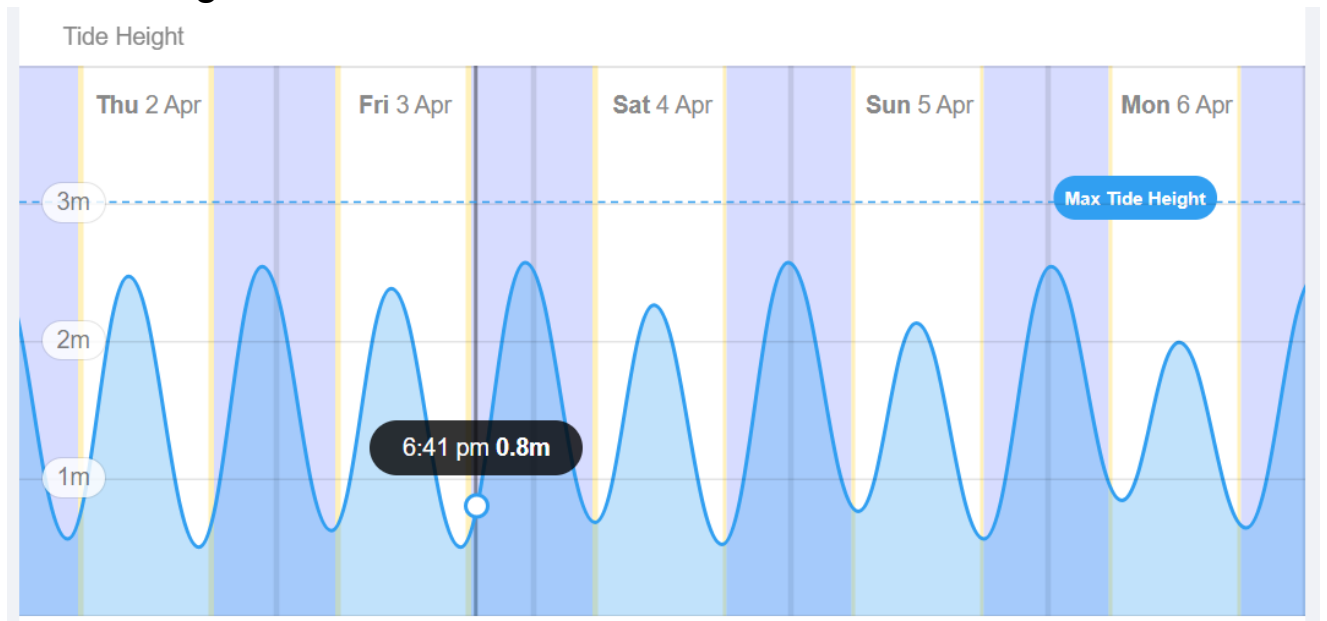 Tide Height
Thu 2 Apr
Fri 3 Apr
Sat 4 Apr
Sun 5 Apr
Mon 6 Apr
3m
Max Tide Height
2m
6:41 pm 0.8m
1m